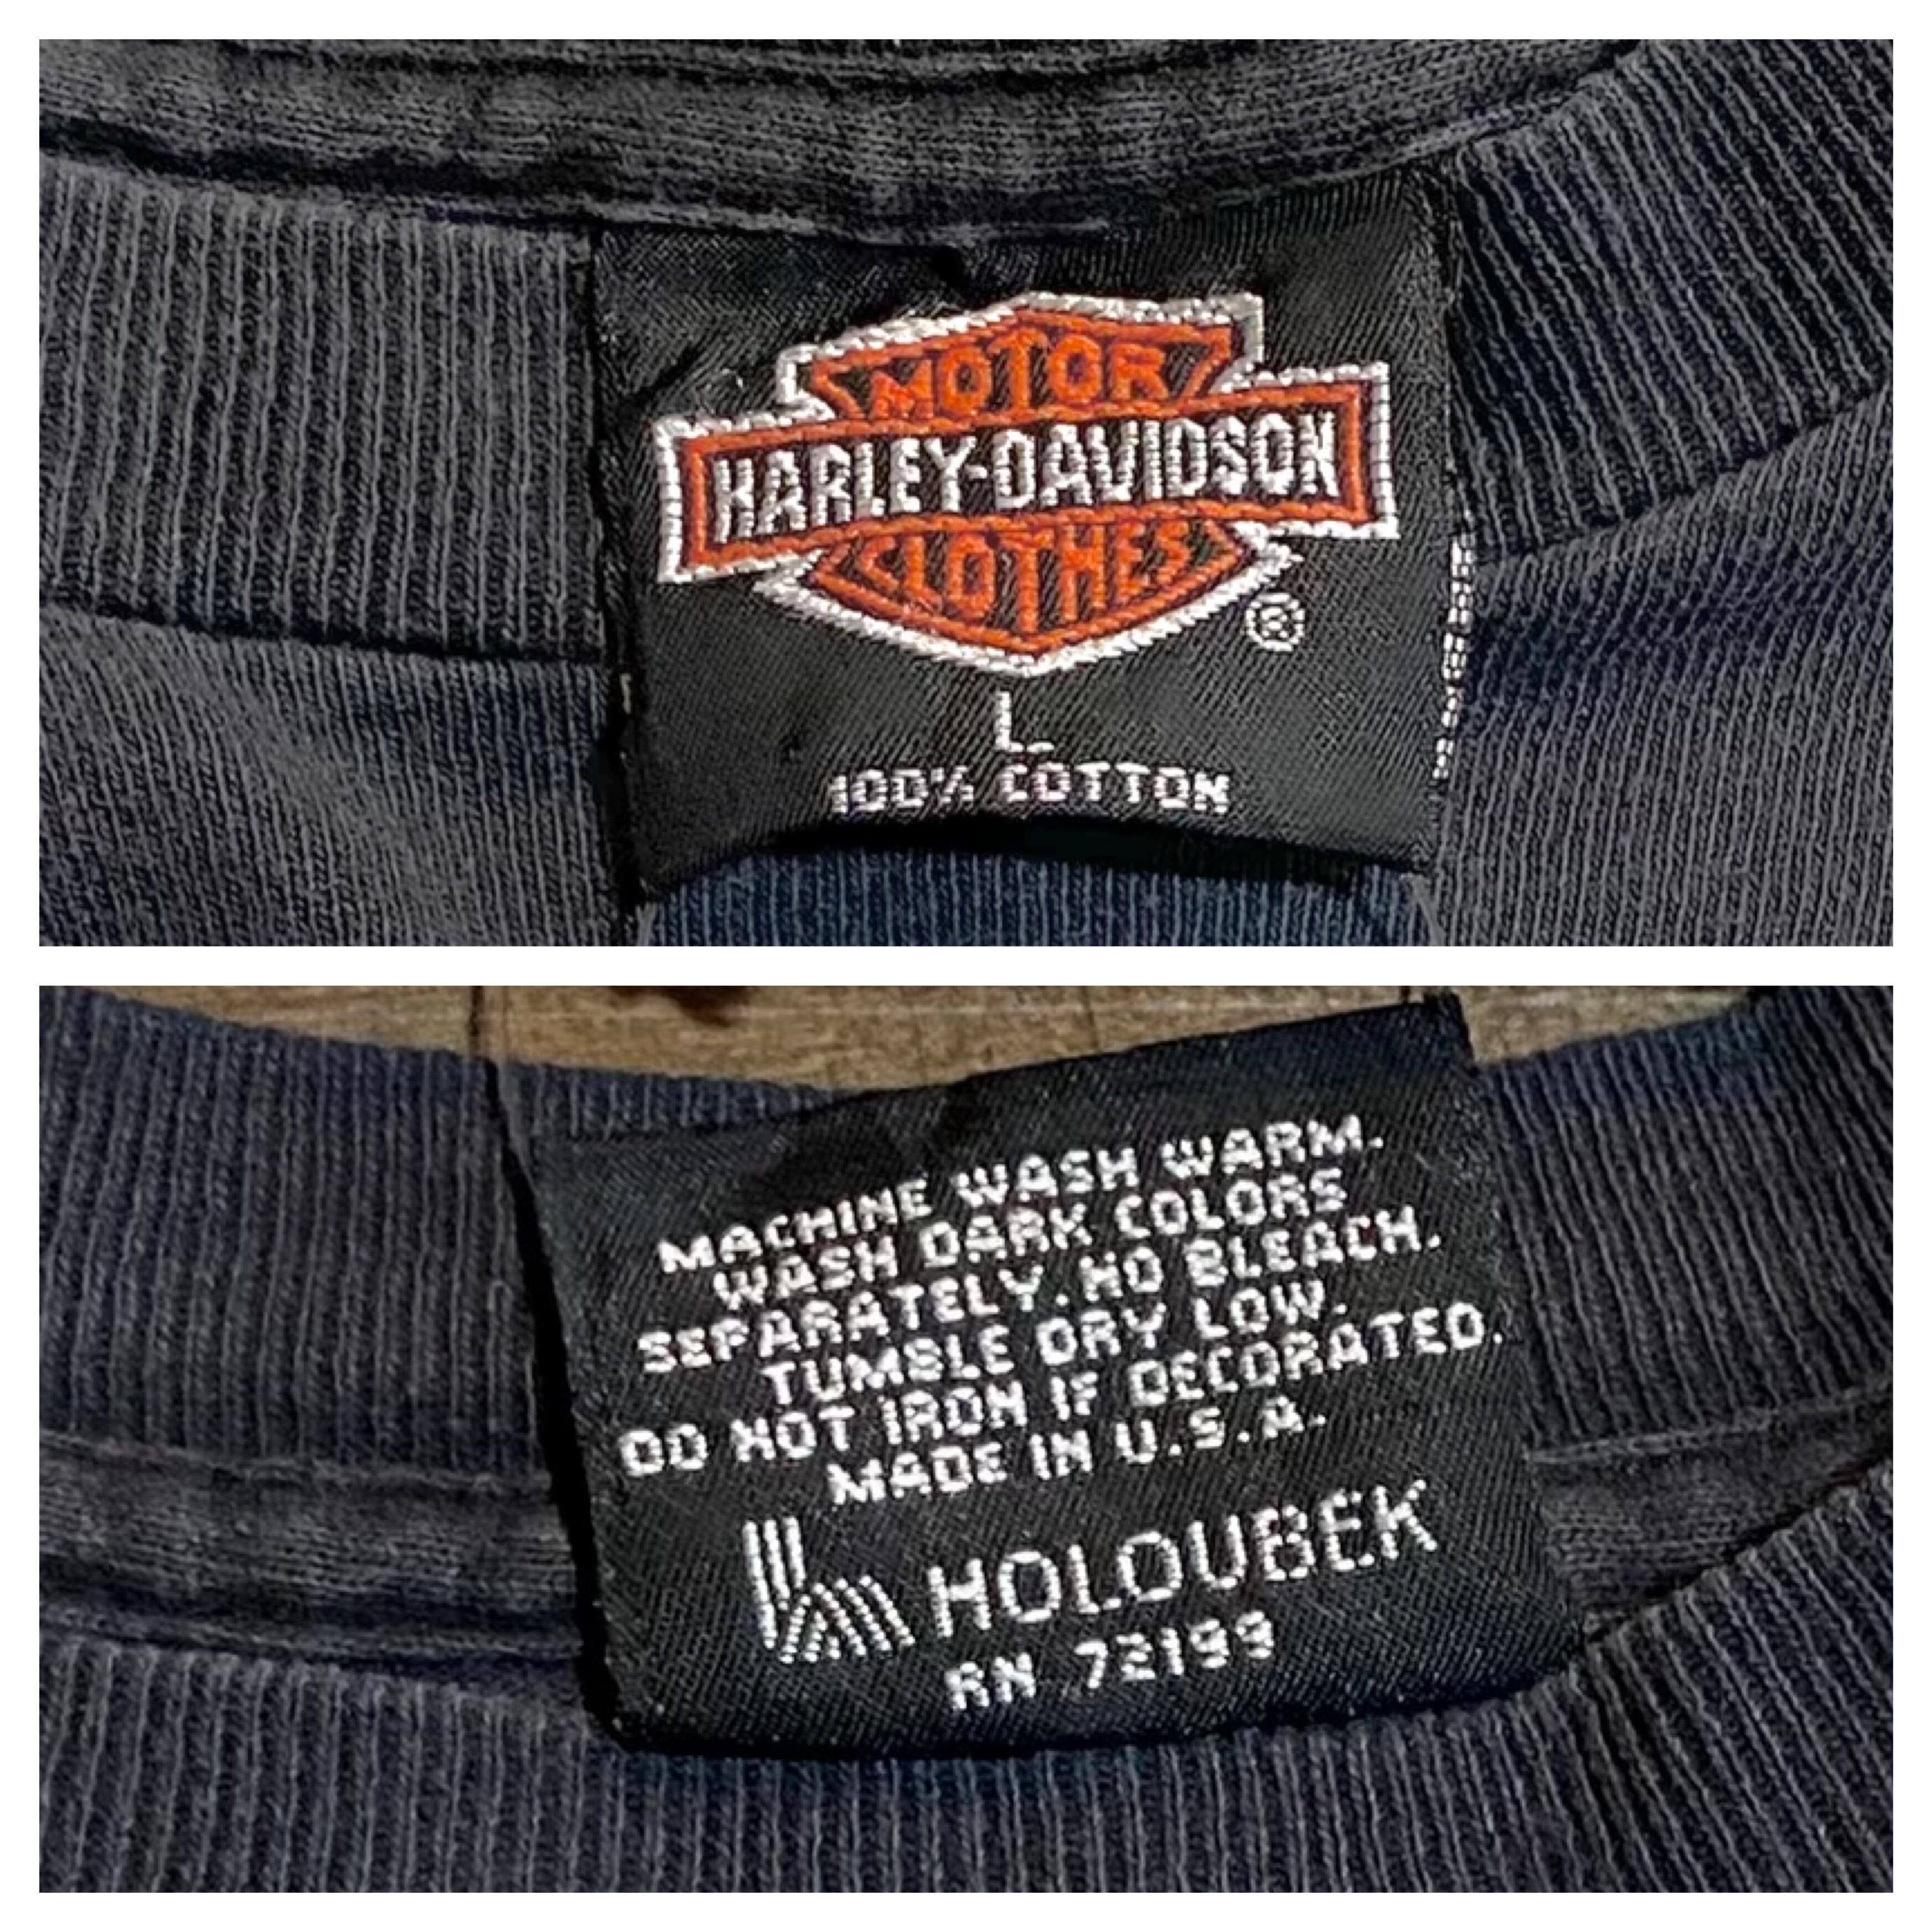 MOTOR
HARLEY-DAVIDSON
CLOTHES
®
L
100% COTTON
MACHINE WASH WARM.
WASH DARK COLORS
SEPARATELY. NO BLEACH.
TUMBLE DRY LOW.
DO NOT IRON IF DECORATED.
MADE IN U.S.A.
HOLOUBEK
RN 72199